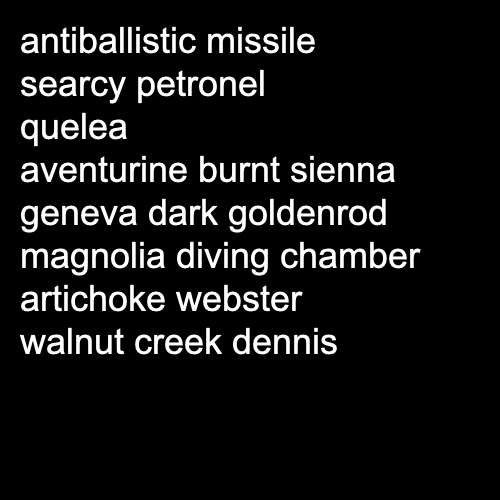 antiballistic missile
searcy petronel
quelea
aventurine burnt sienna
geneva dark goldenrod
magnolia diving chamber
artichoke webster
walnut creek dennis